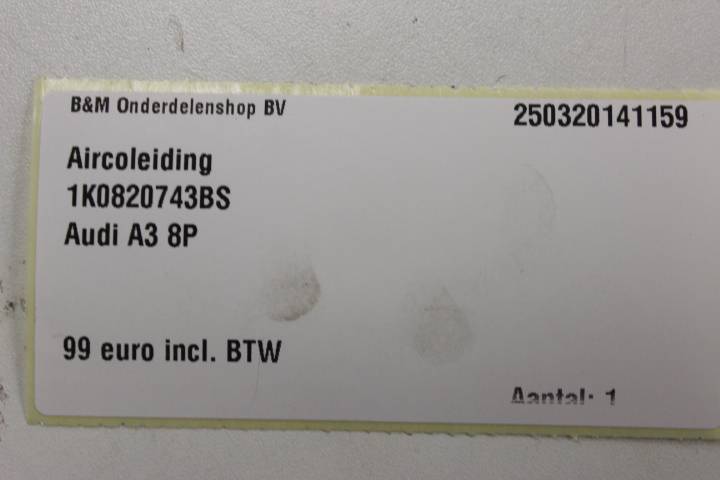 B&M Onderdelenshop BV
250320141159
Aircoleiding
1K0820743BS
Audi A3 8P
99 euro incl. BTW
Aantal: 1